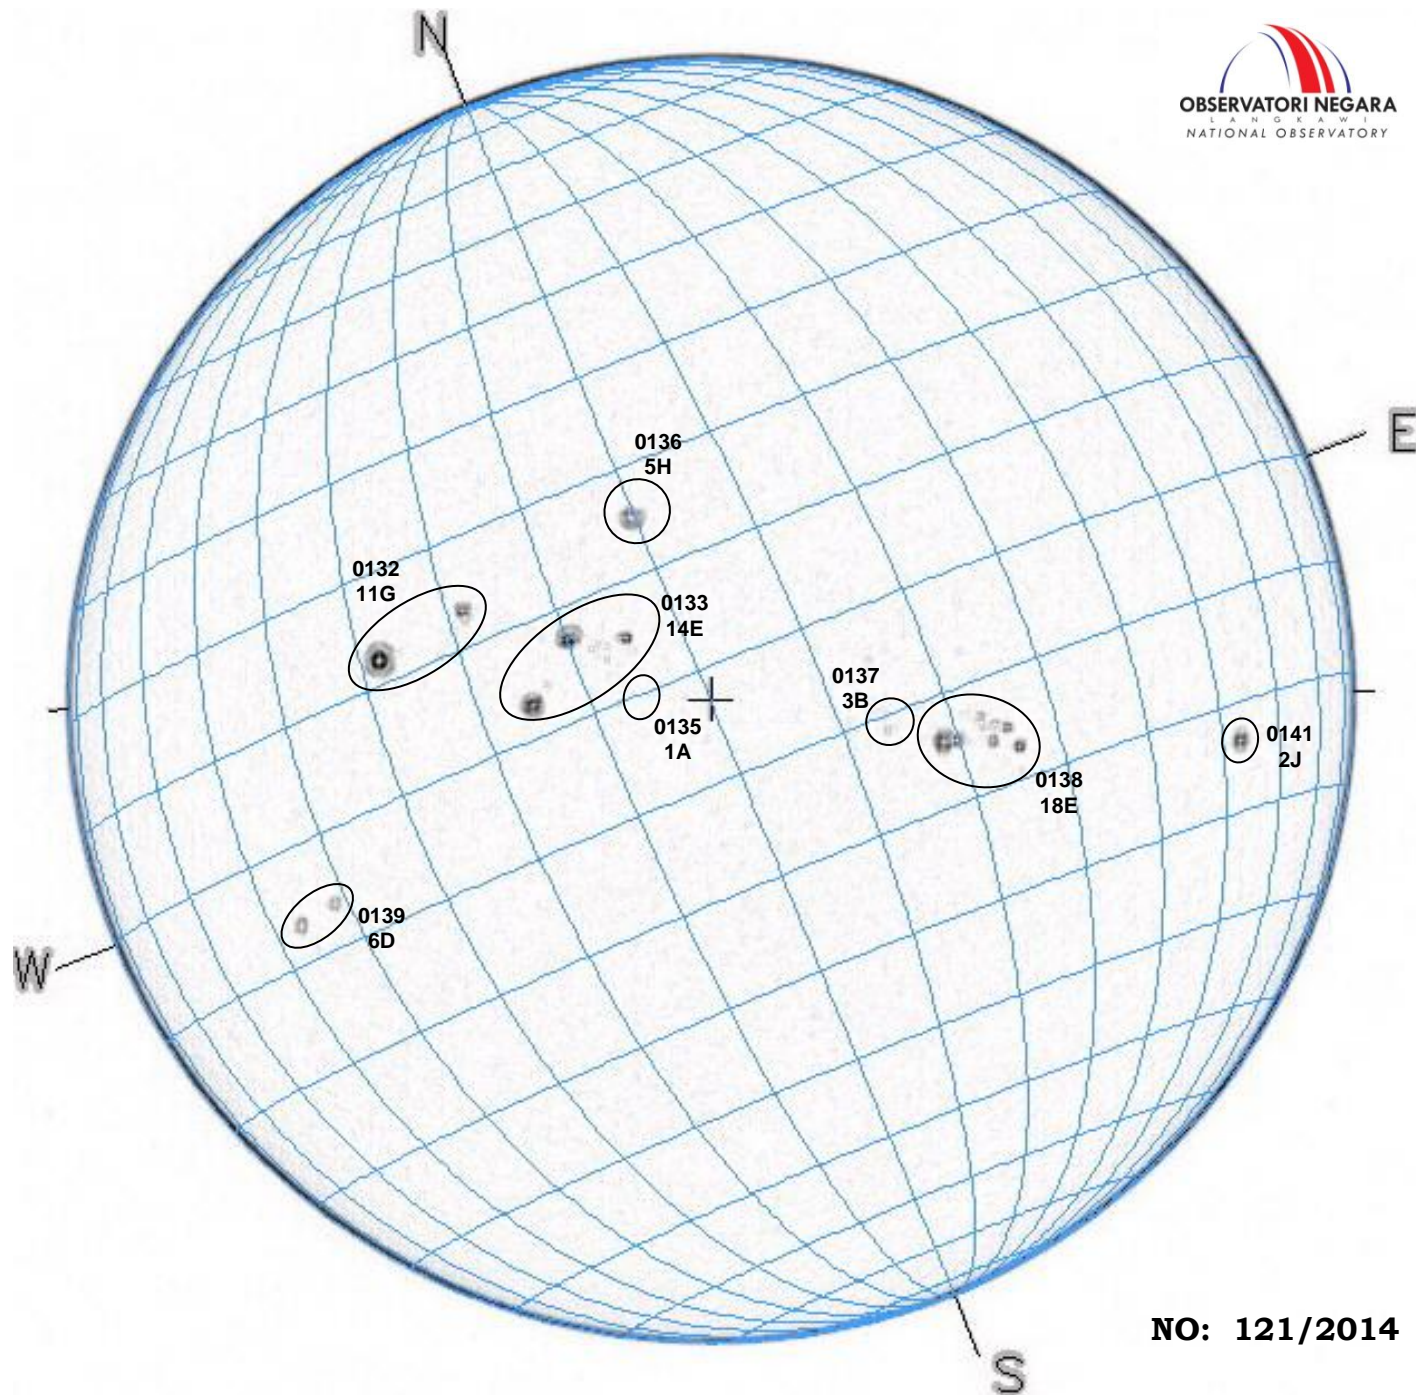 N
OBSERVATORI NEGARA
LANGKAWI
NATIONAL OBSERVATORY
E
0136
5H
0132
11G
0133
14E
0137
3B
0135
1A
0141
2J
0138
18E
0139
6D
W
NO: 121/2014
S